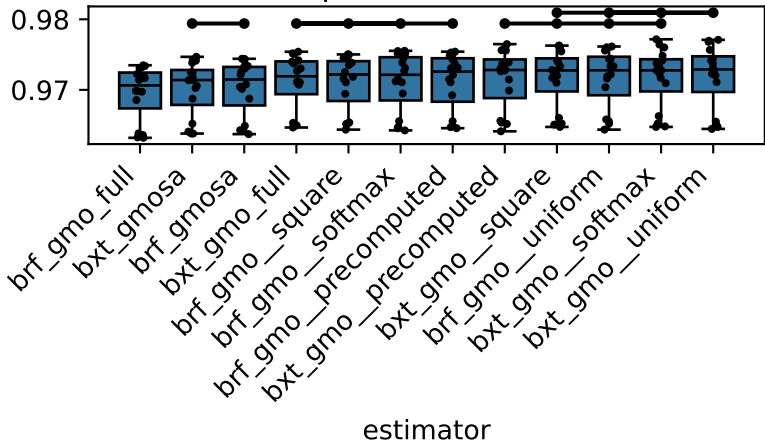 0.98
0.97
brf_gmo_full
bxt_gmosa
brf_gmosa
bxt_gmo_full
brf_gmo__square
brf_gmo__softmax
brf_gmo__precomputed
bxt_gmo__precomputed
bxt_gmo__square
brf_gmo__uniform
bxt_gmo__softmax
bxt_gmo__uniform
estimator